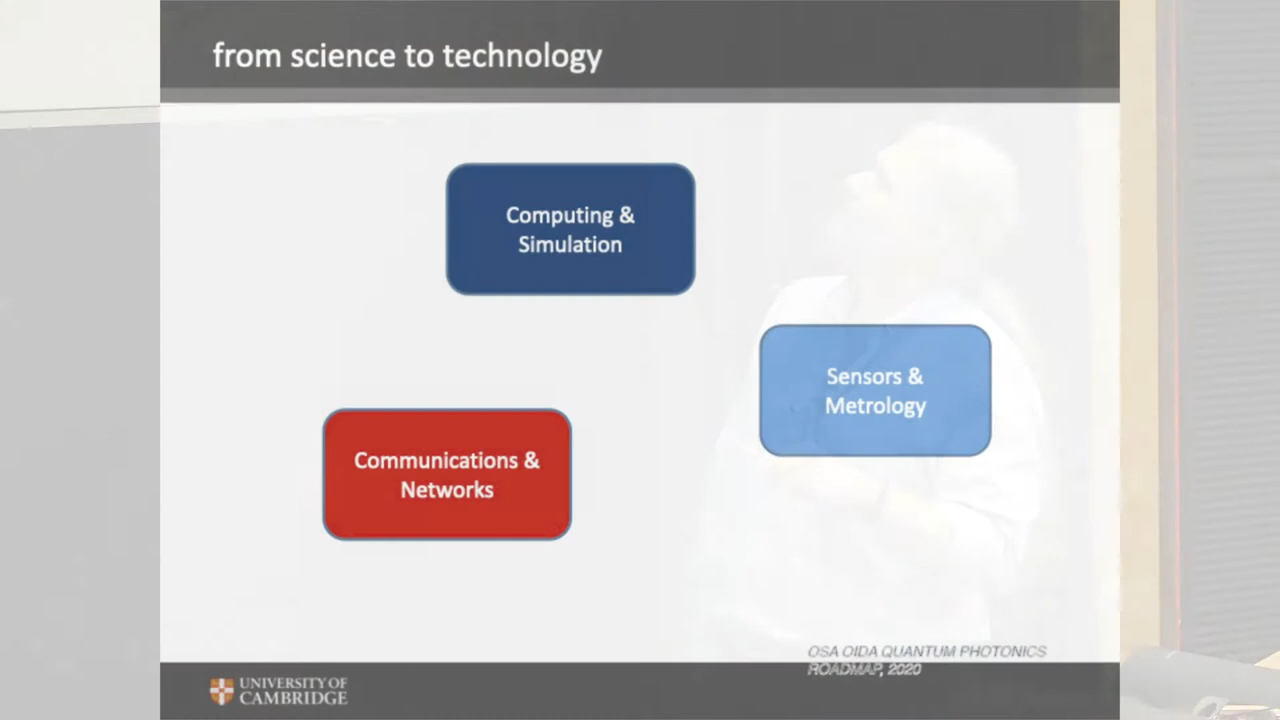 from science to technology
Computing &
Simulation
Sensors &
Metrology
Communications &
Networks
OSA OIDA QUANTUM PHOTONICS
ROADMAP, 2020
UNIVERSITY OF
CAMBRIDGE